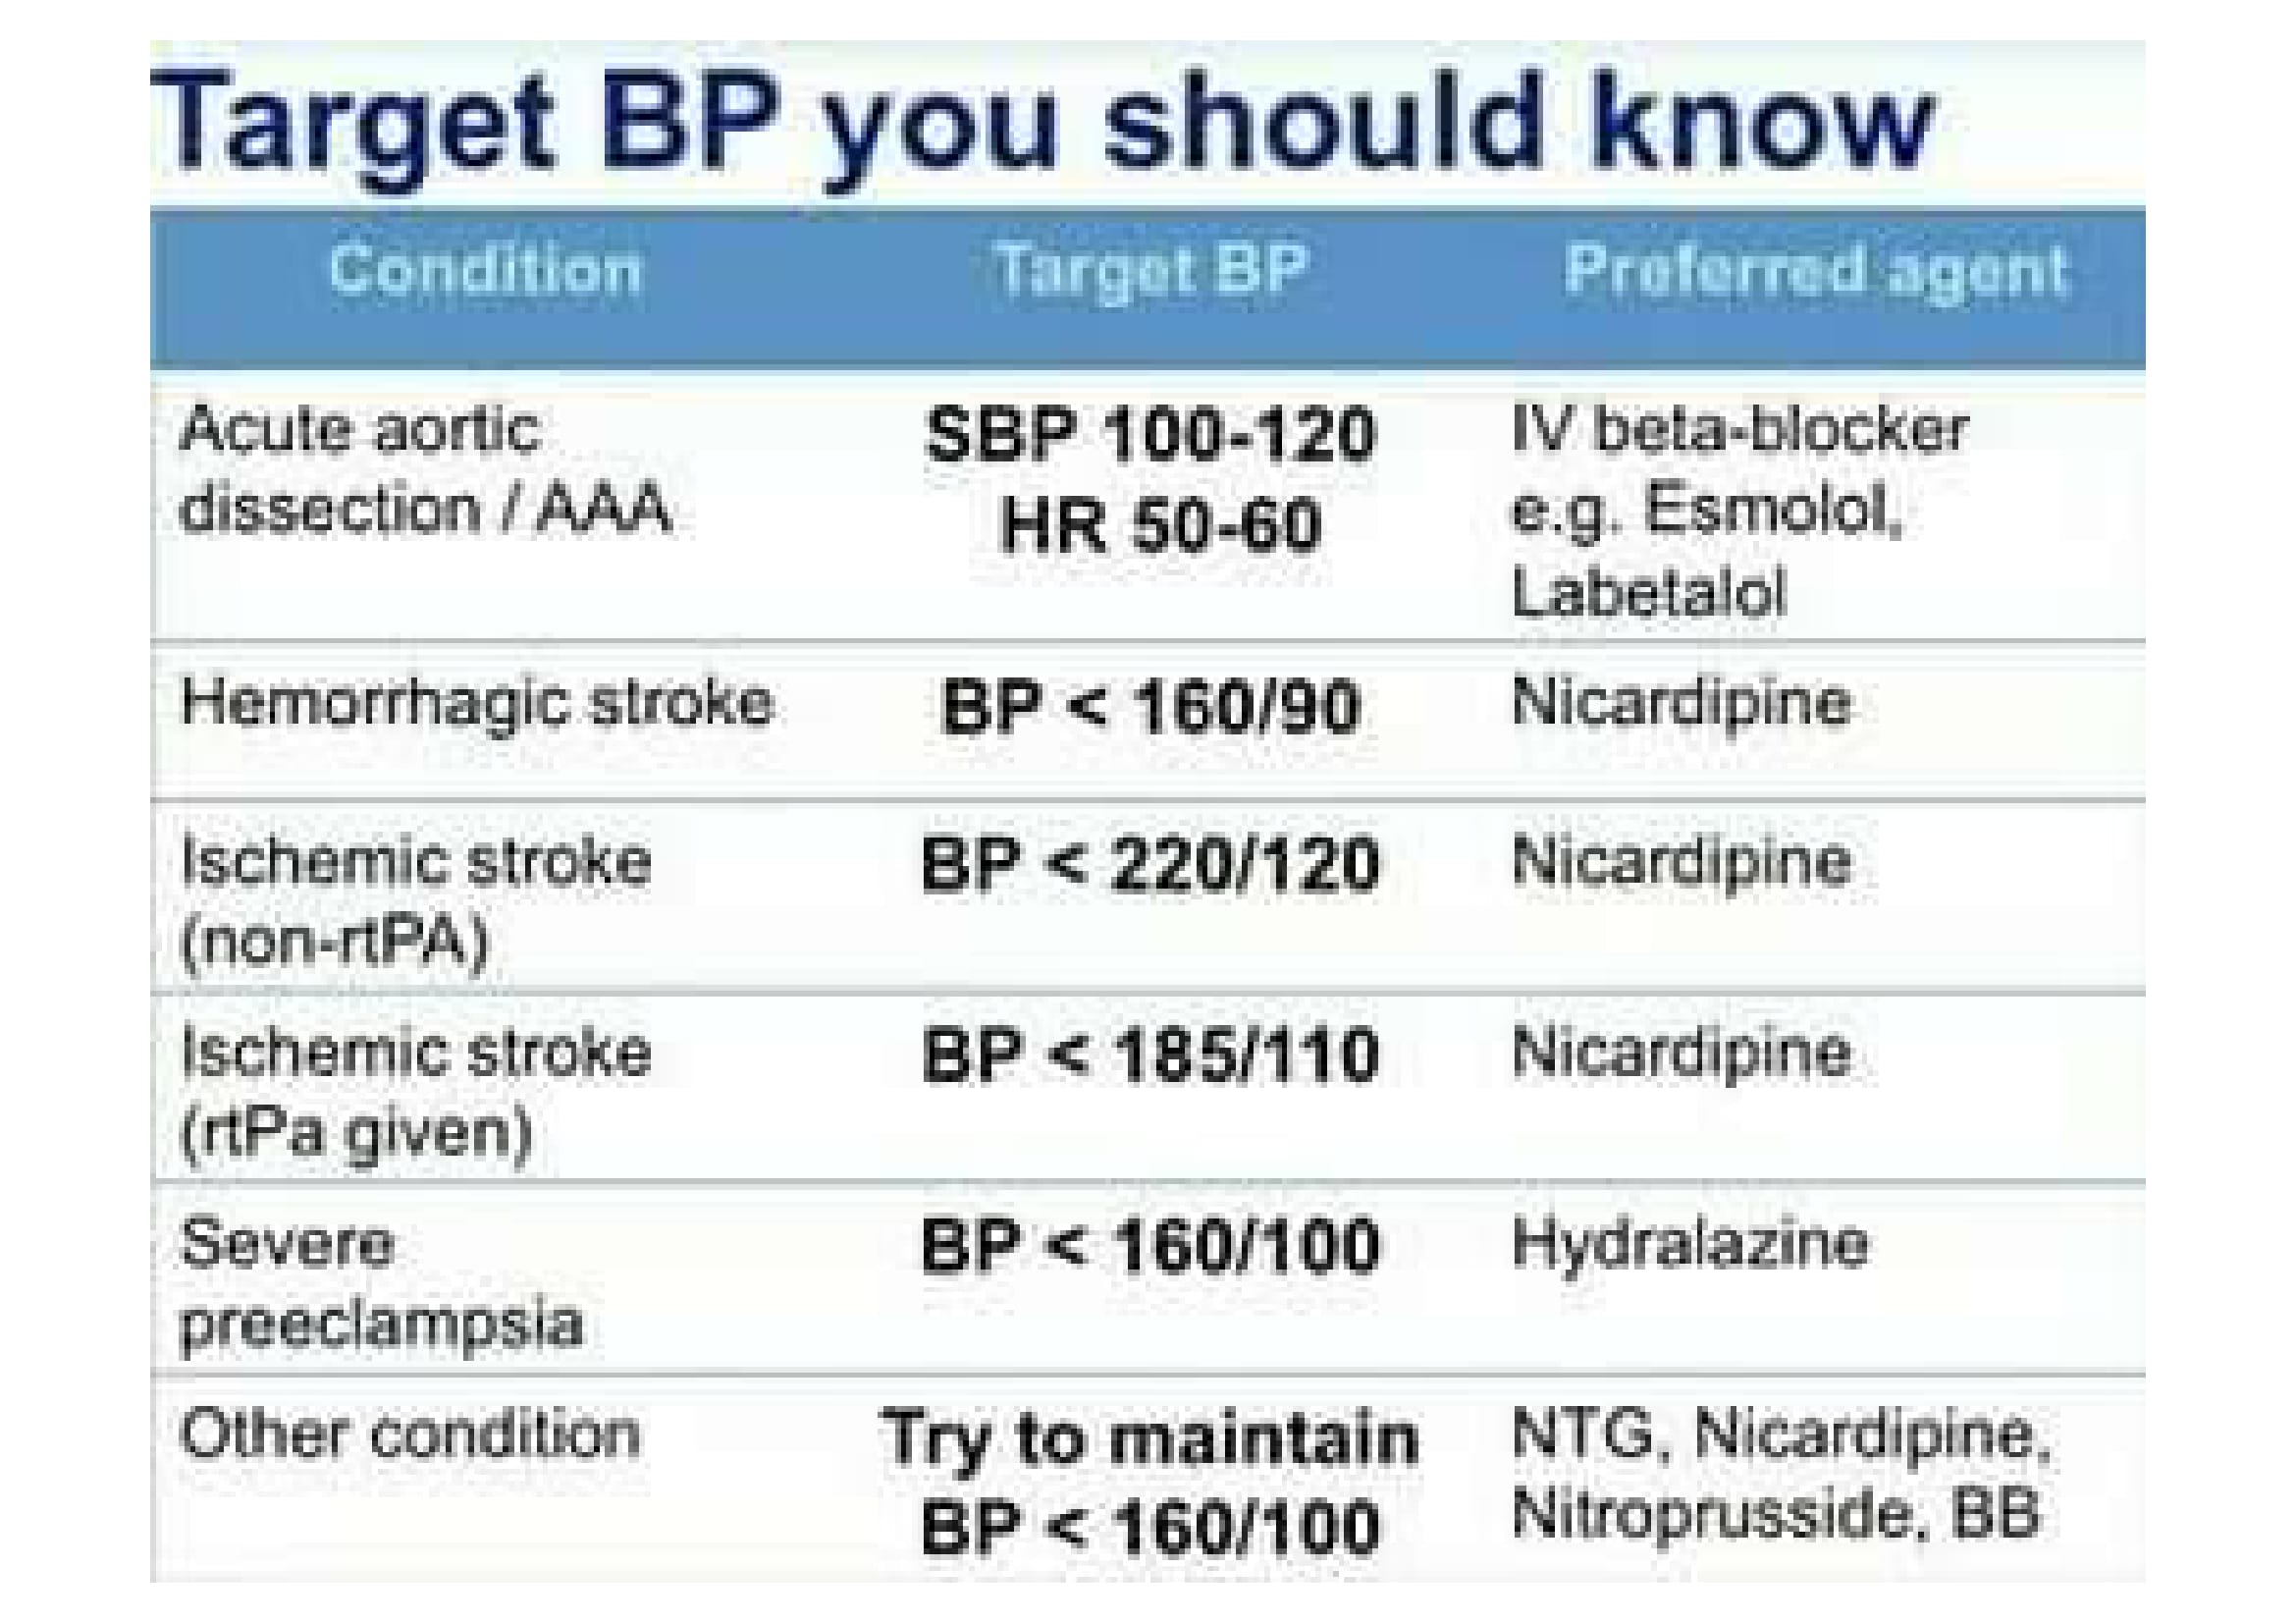 Target BP you should know
Condition Target BP Preferred agent
Acute aortic dissection / AAA SBP 100-120 HR 50-60 IV beta-blocker e.g. Esmolol, Labetalol
Hemorrhagic stroke BP < 160/90 Nicardipine
Ischemic stroke (non-rtPA) BP < 220/120 Nicardipine
Ischemic stroke (rtPa given) BP < 185/110 Nicardipine
Severe preeclampsia BP < 160/100 Hydralazine
Other condition Try to maintain BP < 160/100 NTG, Nicardipine, Nitroprusside, BB